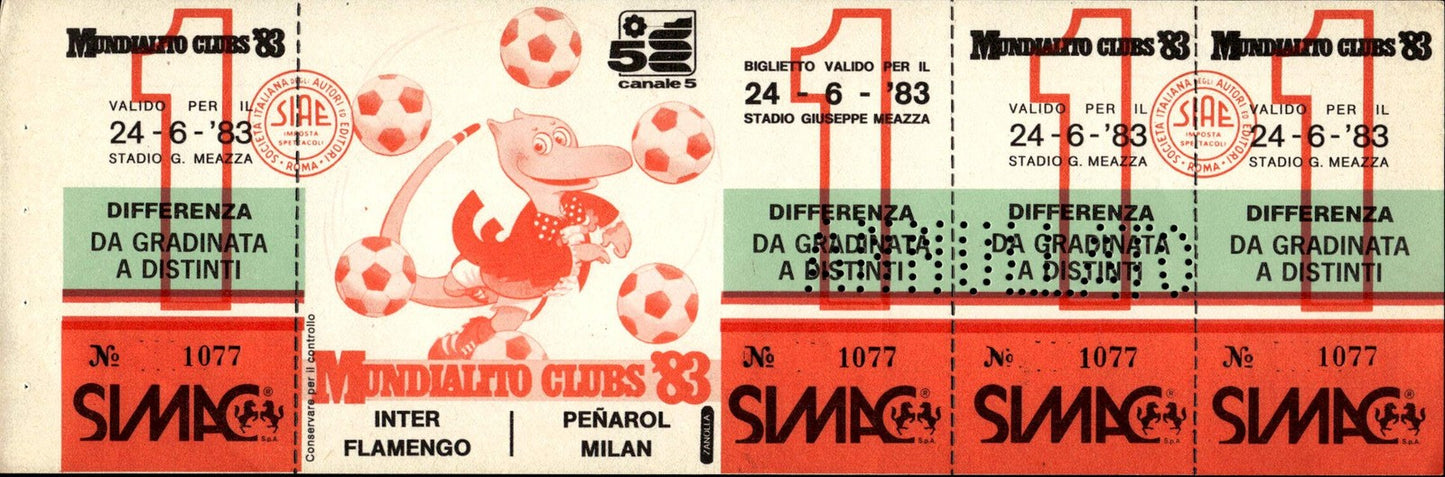 MUNDIALITO CLUBS '83
1
VALIDO PER IL
24-6-'83
STADIO G. MEAZZA
DIFFERENZA
DA GRADINATA
A DISTINTI
№ 1077
SIMAC®
S.p.A.
SOCIETÀ ITALIANA DEGLI AUTORI ED EDITORI
SIAE
IMPOSTA
SPETTACOLI
· ROMA ·
Conservare per il controllo
5
canale 5
MUNDIALITO CLUBS '83
INTER
FLAMENGO
PEÑAROL
MILAN
ZANOLLA
1
BIGLIETTO VALIDO PER IL
24 - 6 - '83
STADIO GIUSEPPE MEAZZA
DIFFERENZA
DA GRADINATA
A DISTINTI
ANNULLATO
№ 1077
SIMAC®
S.p.A.
MUNDIALITO CLUBS '83
1
VALIDO PER IL
24-6-'83
STADIO G. MEAZZA
DIFFERENZA
DA GRADINATA
A DISTINTI
№ 1077
SIMAC®
S.p.A.
SOCIETÀ ITALIANA DEGLI AUTORI ED EDITORI
SIAE
IMPOSTA
SPETTACOLI
· ROMA ·
MUNDIALITO CLUBS '83
1
VALIDO PER IL
24-6-'83
STADIO G. MEAZZA
DIFFERENZA
DA GRADINATA
A DISTINTI
№ 1077
SIMAC®
S.p.A.